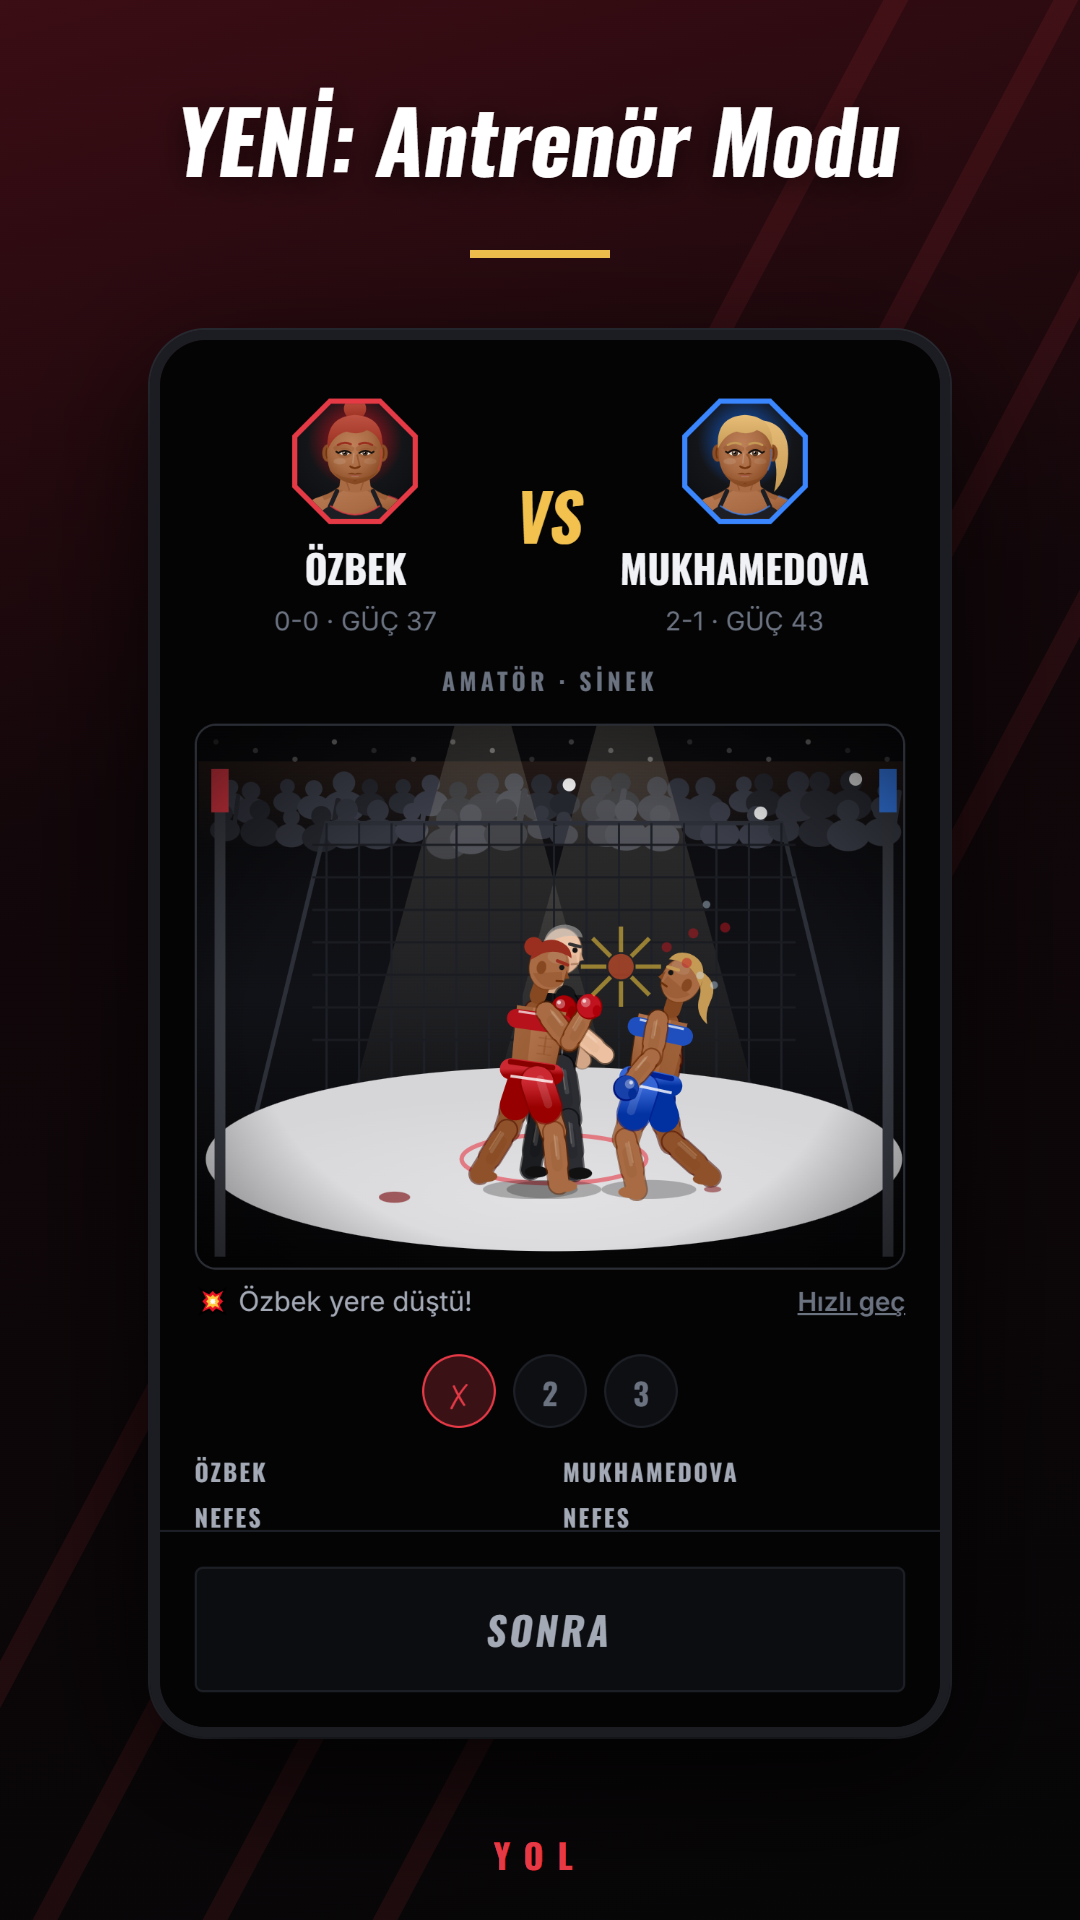 YENİ: Antrenör Modu
VS
ÖZBEK
MUKHAMEDOVA
0-0 · GÜÇ 37
2-1 · GÜÇ 43
AMATÖR · SİNEK
💥 Özbek yere düştü!
Hızlı geç
X
2
3
ÖZBEK
MUKHAMEDOVA
NEFES
NEFES
SONRA
YOL